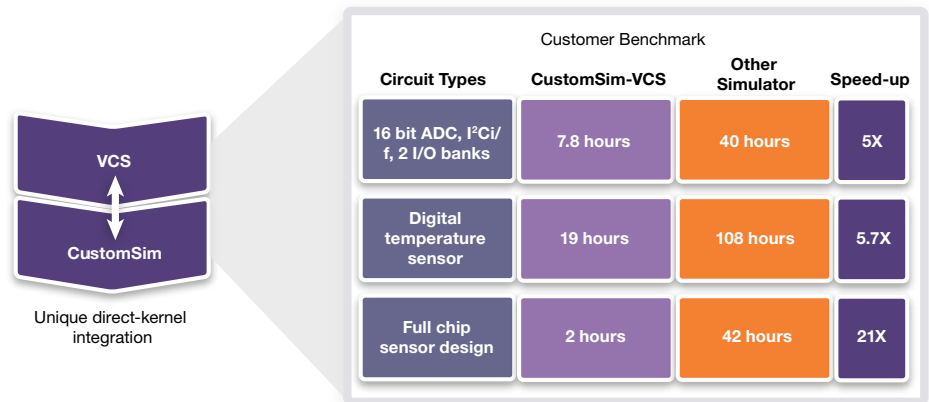 VCS
CustomSim
Unique direct-kernel
integration
Customer Benchmark
Circuit Types
CustomSim-VCS
Other
Simulator
Speed-up
16 bit ADC, I²Ci/
f, 2 I/O banks
7.8 hours
40 hours
5X
Digital
temperature
sensor
19 hours
108 hours
5.7X
Full chip
sensor design
2 hours
42 hours
21X